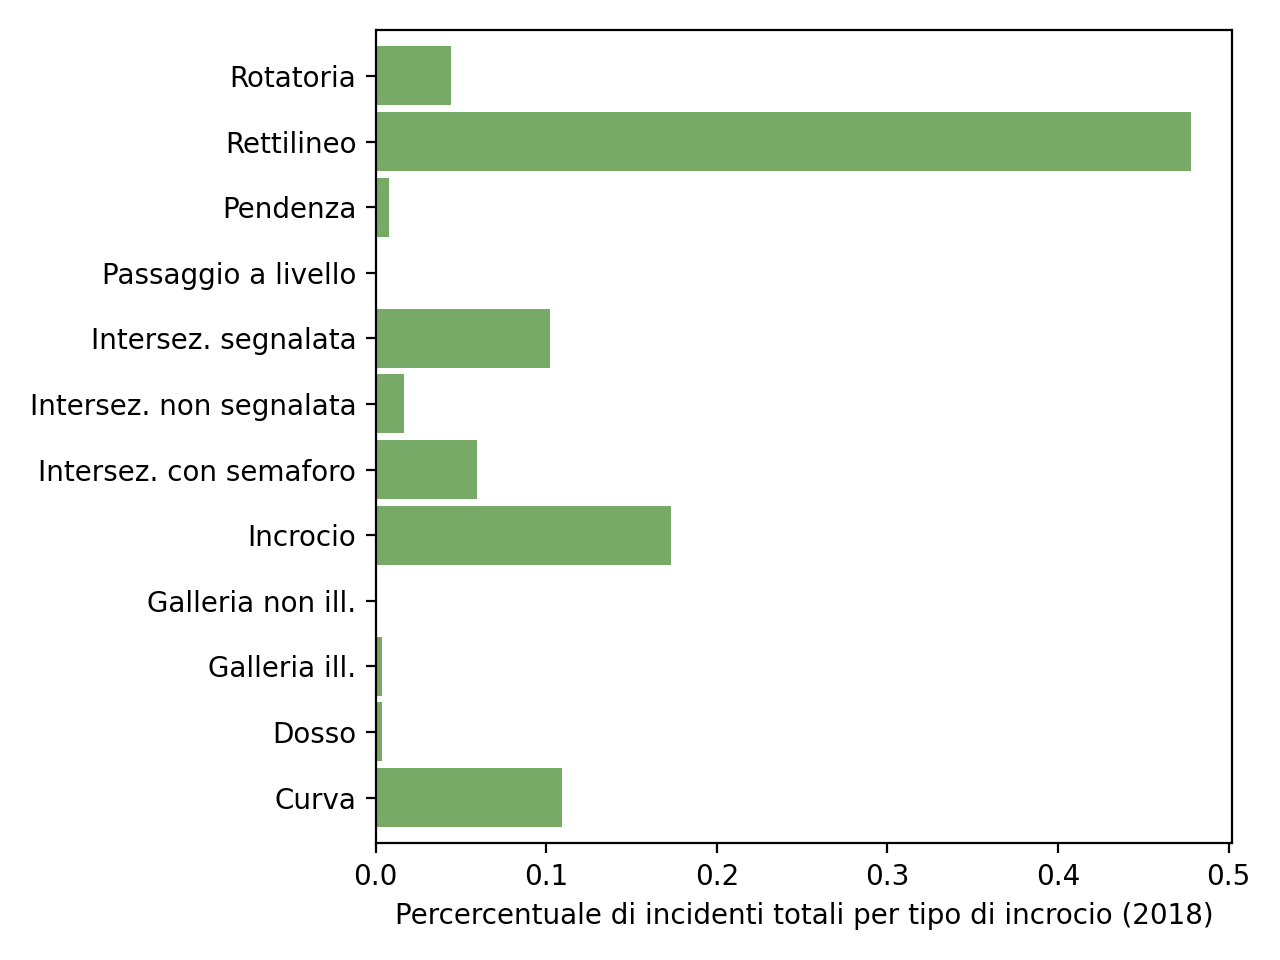 Rotatoria
Rettilineo
Pendenza
Passaggio a livello
Intersez. segnalata
Intersez. non segnalata
Intersez. con semaforo
Incrocio
Galleria non ill.
Galleria ill.
Dosso
Curva
0.0 0.1 0.2 0.3 0.4 0.5
Percercentuale di incidenti totali per tipo di incrocio (2018)